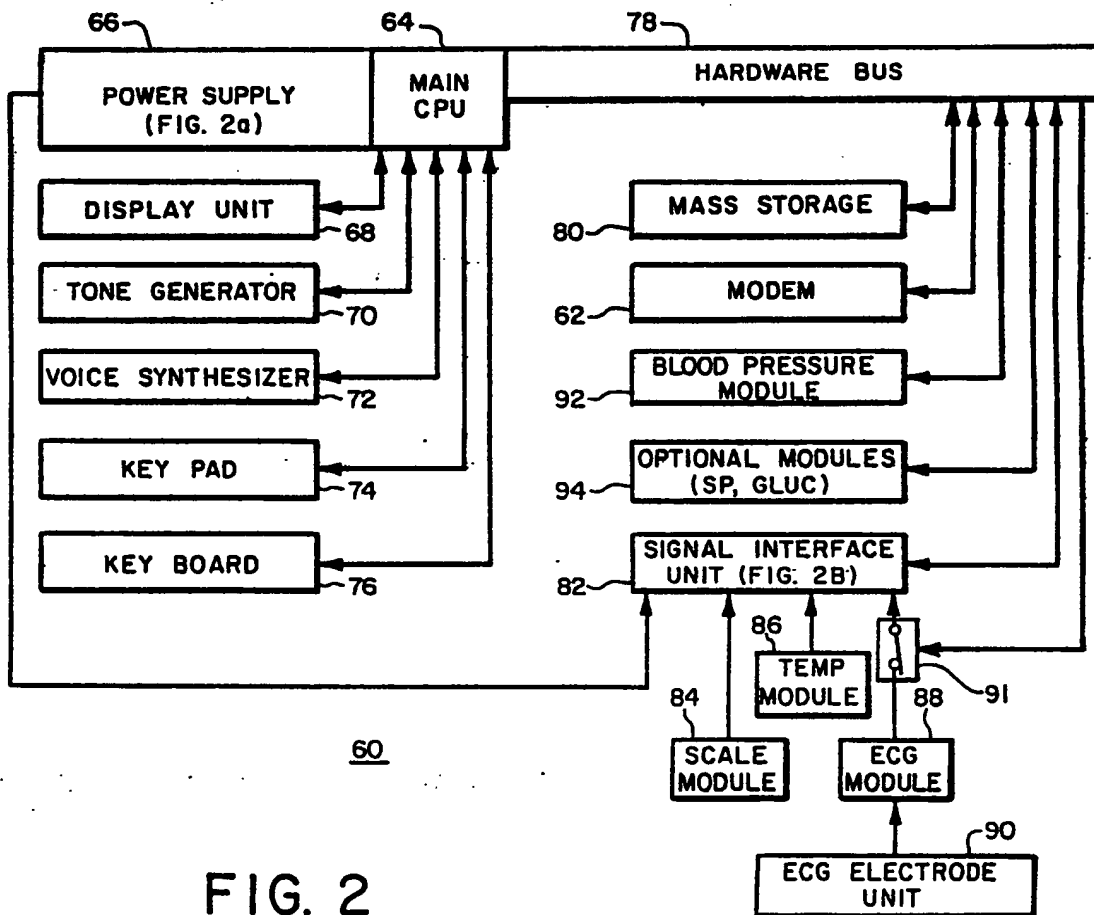 66
64
78
POWER SUPPLY
(FIG. 2a)
MAIN
CPU
HARDWARE BUS
DISPLAY UNIT
68
TONE GENERATOR
70
VOICE SYNTHESIZER
72
KEY PAD
74
KEY BOARD
76
MASS STORAGE
80
MODEM
62
BLOOD PRESSURE
MODULE
92
OPTIONAL MODULES
(SP, GLUC)
94
SIGNAL INTERFACE
UNIT (FIG. 2B)
82
86
TEMP
MODULE
91
84
SCALE
MODULE
88
ECG
MODULE
60
90
ECG ELECTRODE
UNIT
FIG. 2